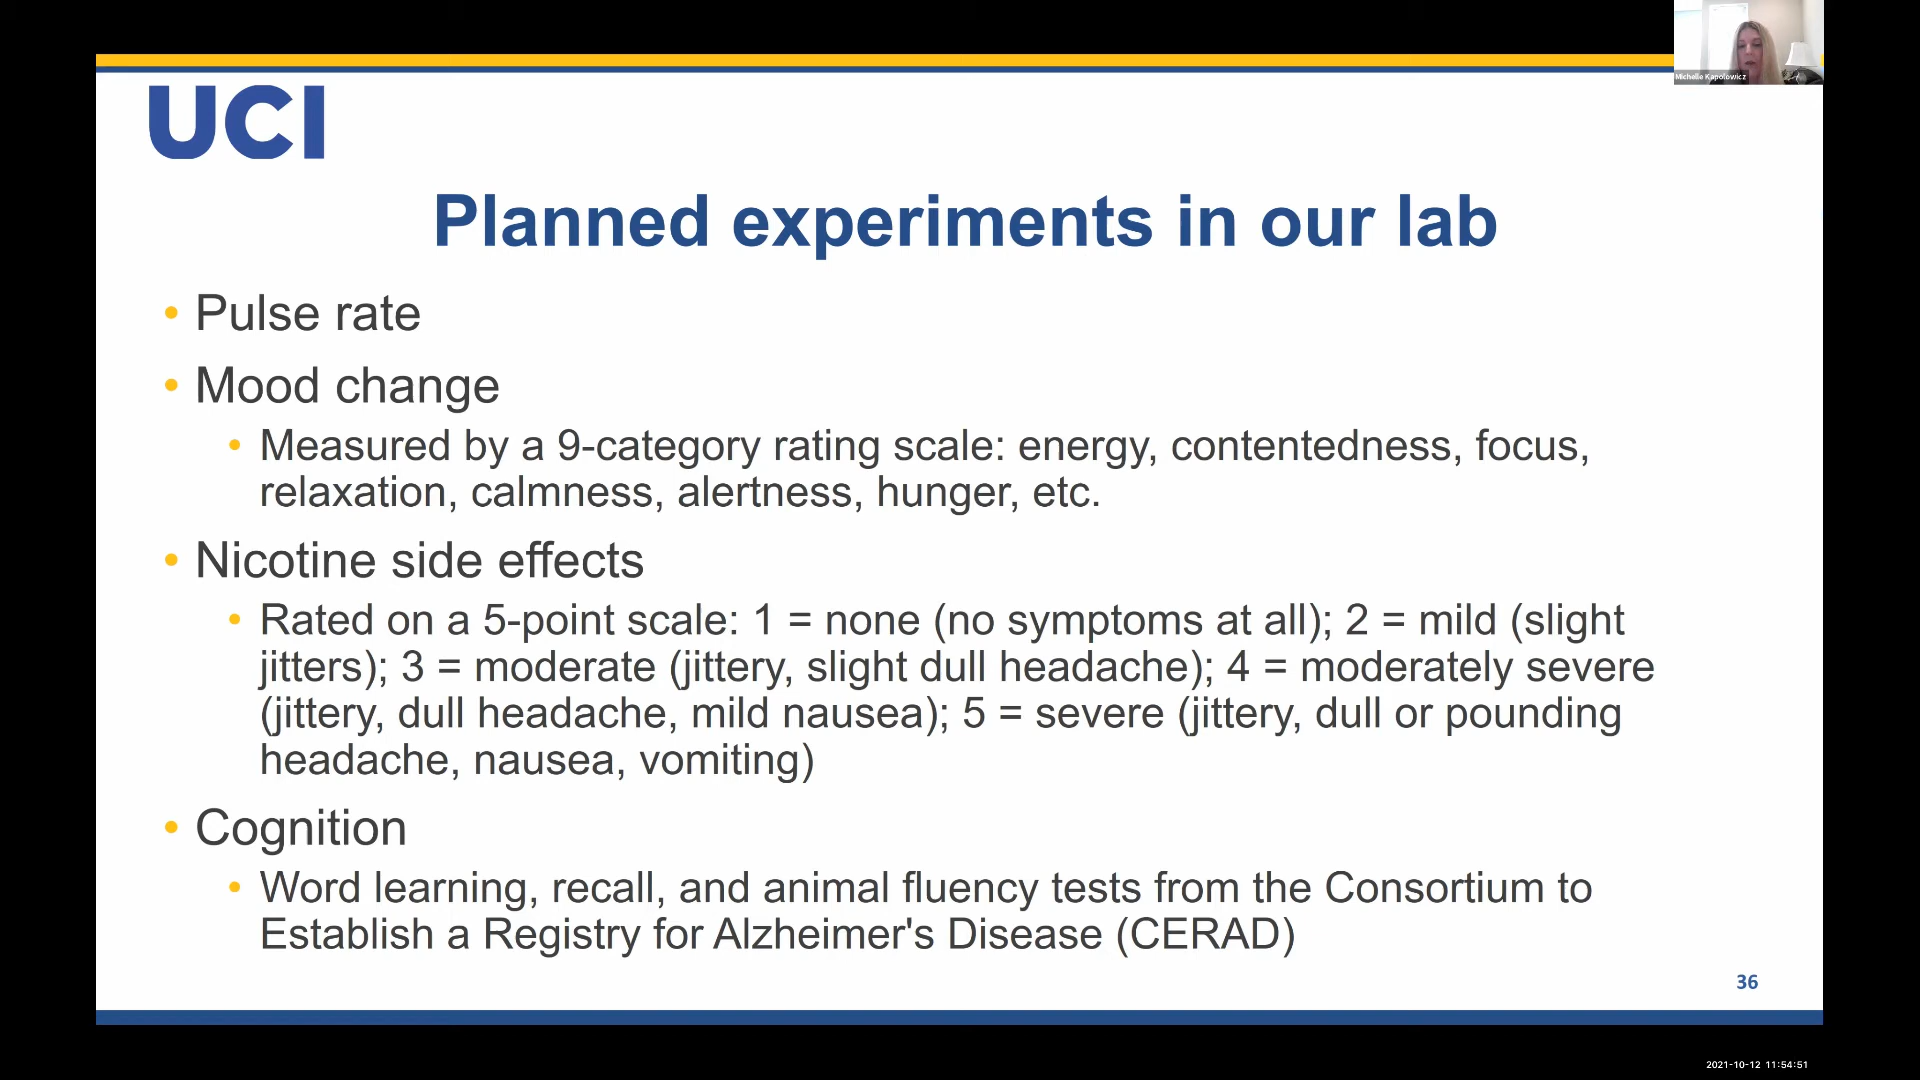 Michelle Kapolowicz
UCI
Planned experiments in our lab
• Pulse rate
• Mood change
• Measured by a 9-category rating scale: energy, contentedness, focus,
relaxation, calmness, alertness, hunger, etc.
• Nicotine side effects
• Rated on a 5-point scale: 1 = none (no symptoms at all); 2 = mild (slight
jitters); 3 = moderate (jittery, slight dull headache); 4 = moderately severe
(jittery, dull headache, mild nausea); 5 = severe (jittery, dull or pounding
headache, nausea, vomiting)
• Cognition
• Word learning, recall, and animal fluency tests from the Consortium to
Establish a Registry for Alzheimer's Disease (CERAD)
36
2021-10-12 11:54:51